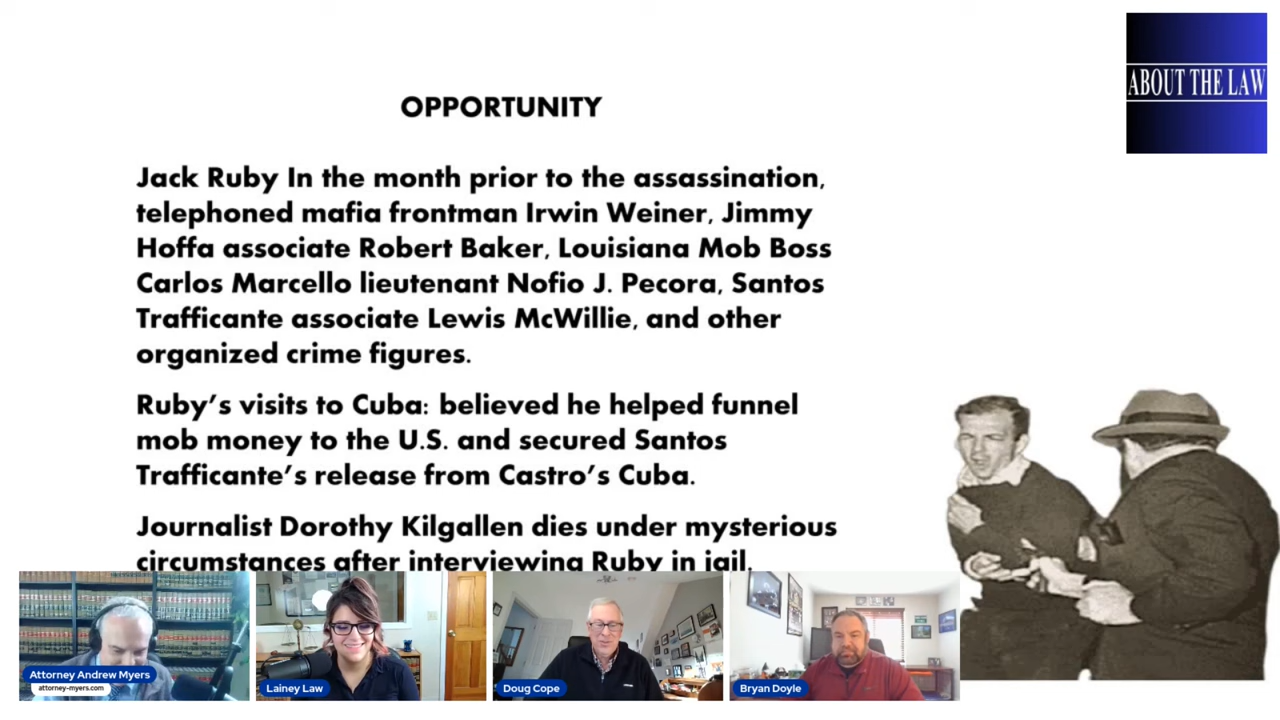 ABOUT THE LAW
OPPORTUNITY
Jack Ruby In the month prior to the assassination,
telephoned mafia frontman Irwin Weiner, Jimmy
Hoffa associate Robert Baker, Louisiana Mob Boss
Carlos Marcello lieutenant Nofio J. Pecora, Santos
Trafficante associate Lewis McWillie, and other
organized crime figures.
Ruby's visits to Cuba: believed he helped funnel
mob money to the U.S. and secured Santos
Trafficante's release from Castro's Cuba.
Journalist Dorothy Kilgallen dies under mysterious
circumstances after interviewing Ruby in jail.
Attorney Andrew Myers
attorney-myers.com
Lainey Law
Doug Cope
Bryan Doyle